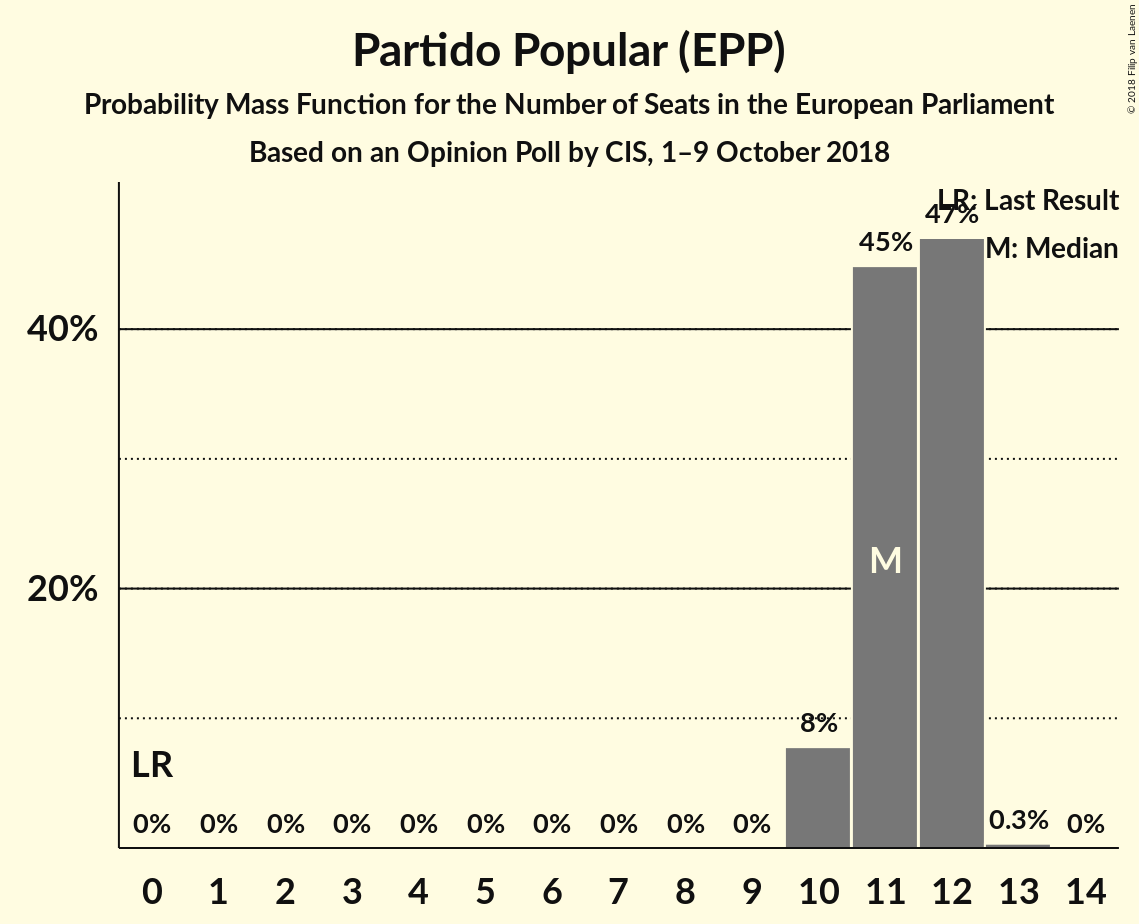 Partido Popular (EPP)
Probability Mass Function for the Number of Seats in the European Parliament
Based on an Opinion Poll by CIS, 1–9 October 2018
© 2018 Filip van Laenen
LR: Last Result
M: Median
40%
20%
LR
M
0% 0% 0% 0% 0% 0% 0% 0% 0% 0% 8% 45% 47% 0.3% 0%
0 1 2 3 4 5 6 7 8 9 10 11 12 13 14